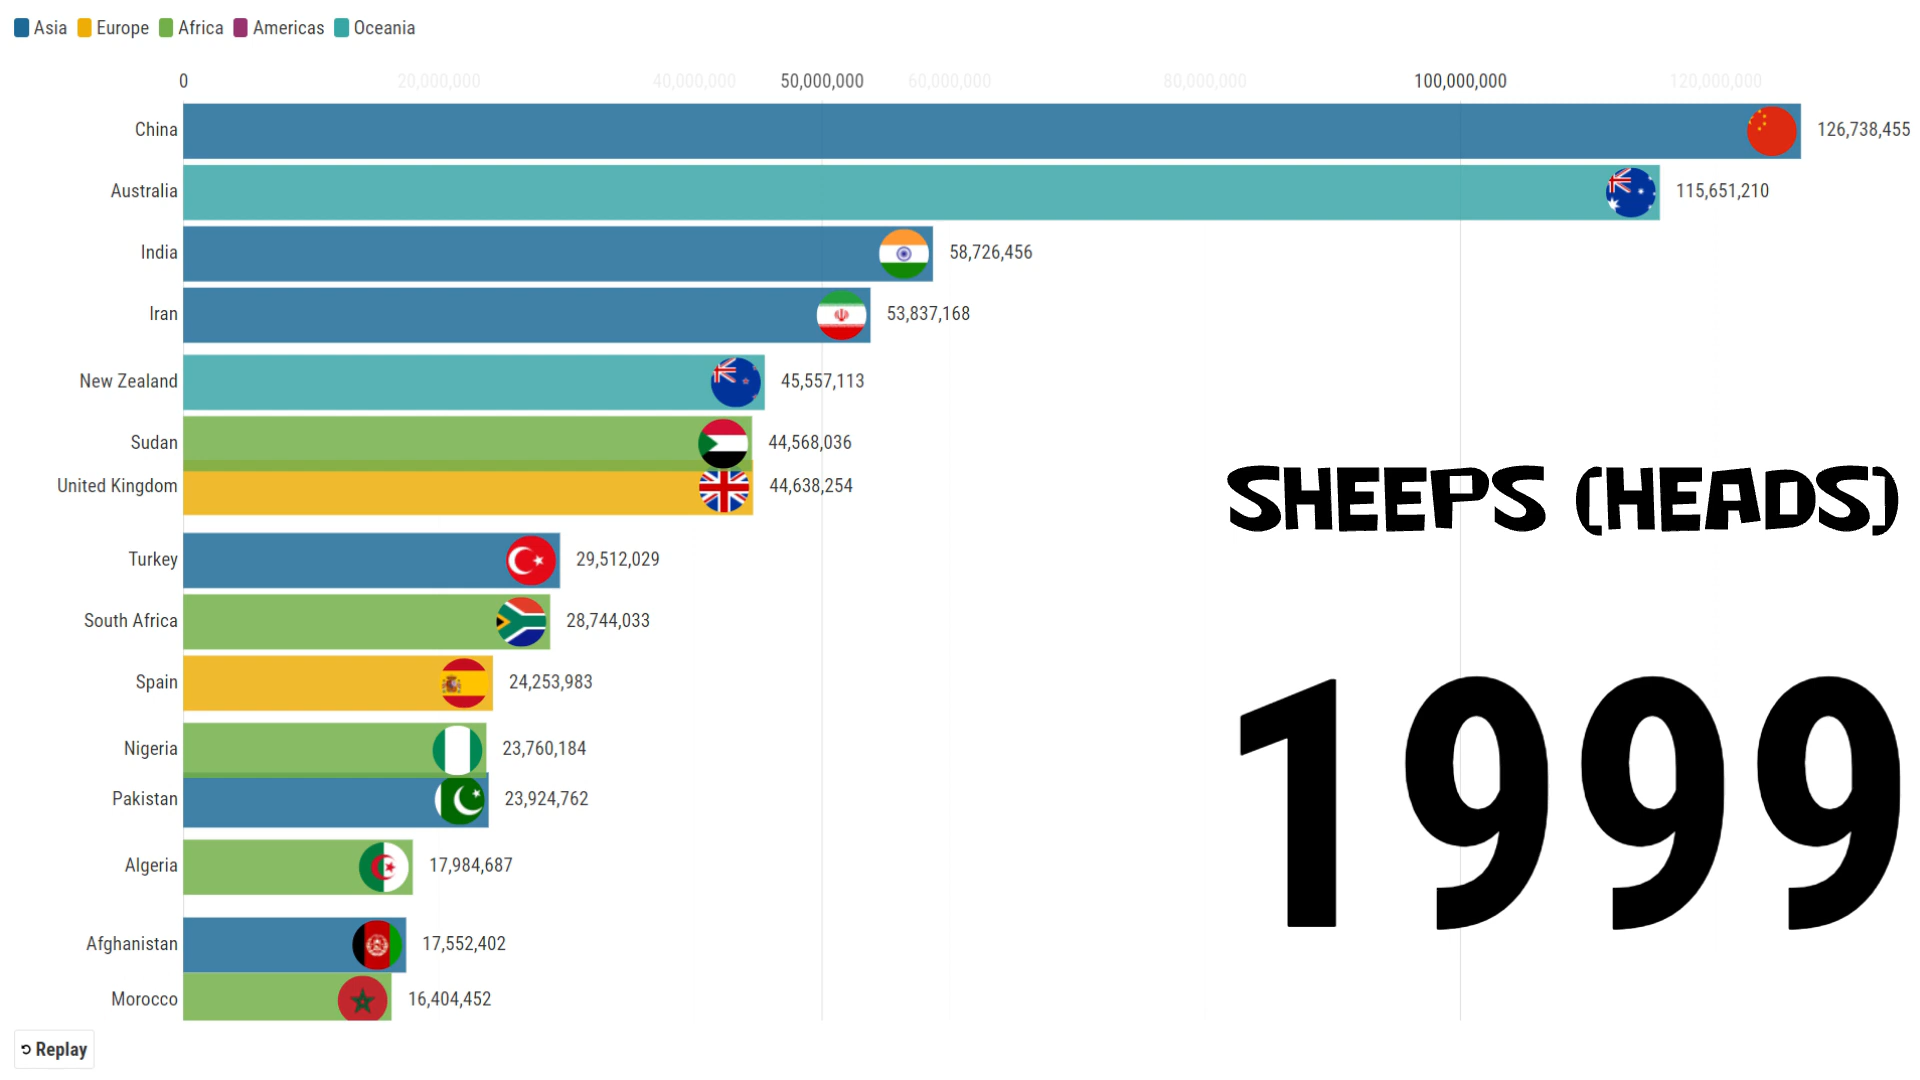 Asia Europe Africa Americas Oceania
0 20,000,000 40,000,000 50,000,000 60,000,000 80,000,000 100,000,000 120,000,000
China 126,738,455
Australia 115,651,210
India 58,726,456
Iran 53,837,168
New Zealand 45,557,113
Sudan 44,568,036
United Kingdom 44,638,254
SHEEPS (HEADS)
Turkey 29,512,029
South Africa 28,744,033
Spain 24,253,983
Nigeria 23,760,184
Pakistan 23,924,762
1999
Algeria 17,984,687
Afghanistan 17,552,402
Morocco 16,404,452
Replay